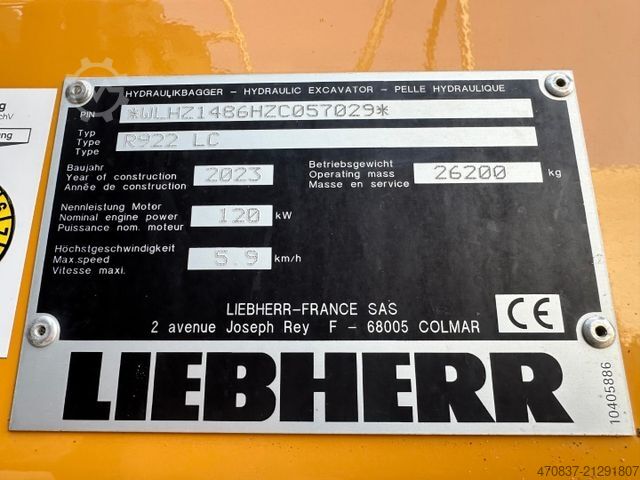 HYDRAULIKBAGGER - HYDRAULIC EXCAVATOR - PELLE HYDRAULIQUE
PIN *WLHZ1486HZC057029*
Typ
Type R922 LC
Type
Baujahr
Year of construction 2023
Année de construction
Betriebsgewicht
Operating mass 26200 kg
Masse en service
Nennleistung Motor
Nominal engine power 120 kW
Puissance nom. moteur
Höchstgeschwindigkeit
Max.speed 5.9 km/h
Vitesse maxi.
LIEBHERR-FRANCE SAS
2 avenue Joseph Rey F - 68005 COLMAR
CE
LIEBHERR
10405886
470837-21291807